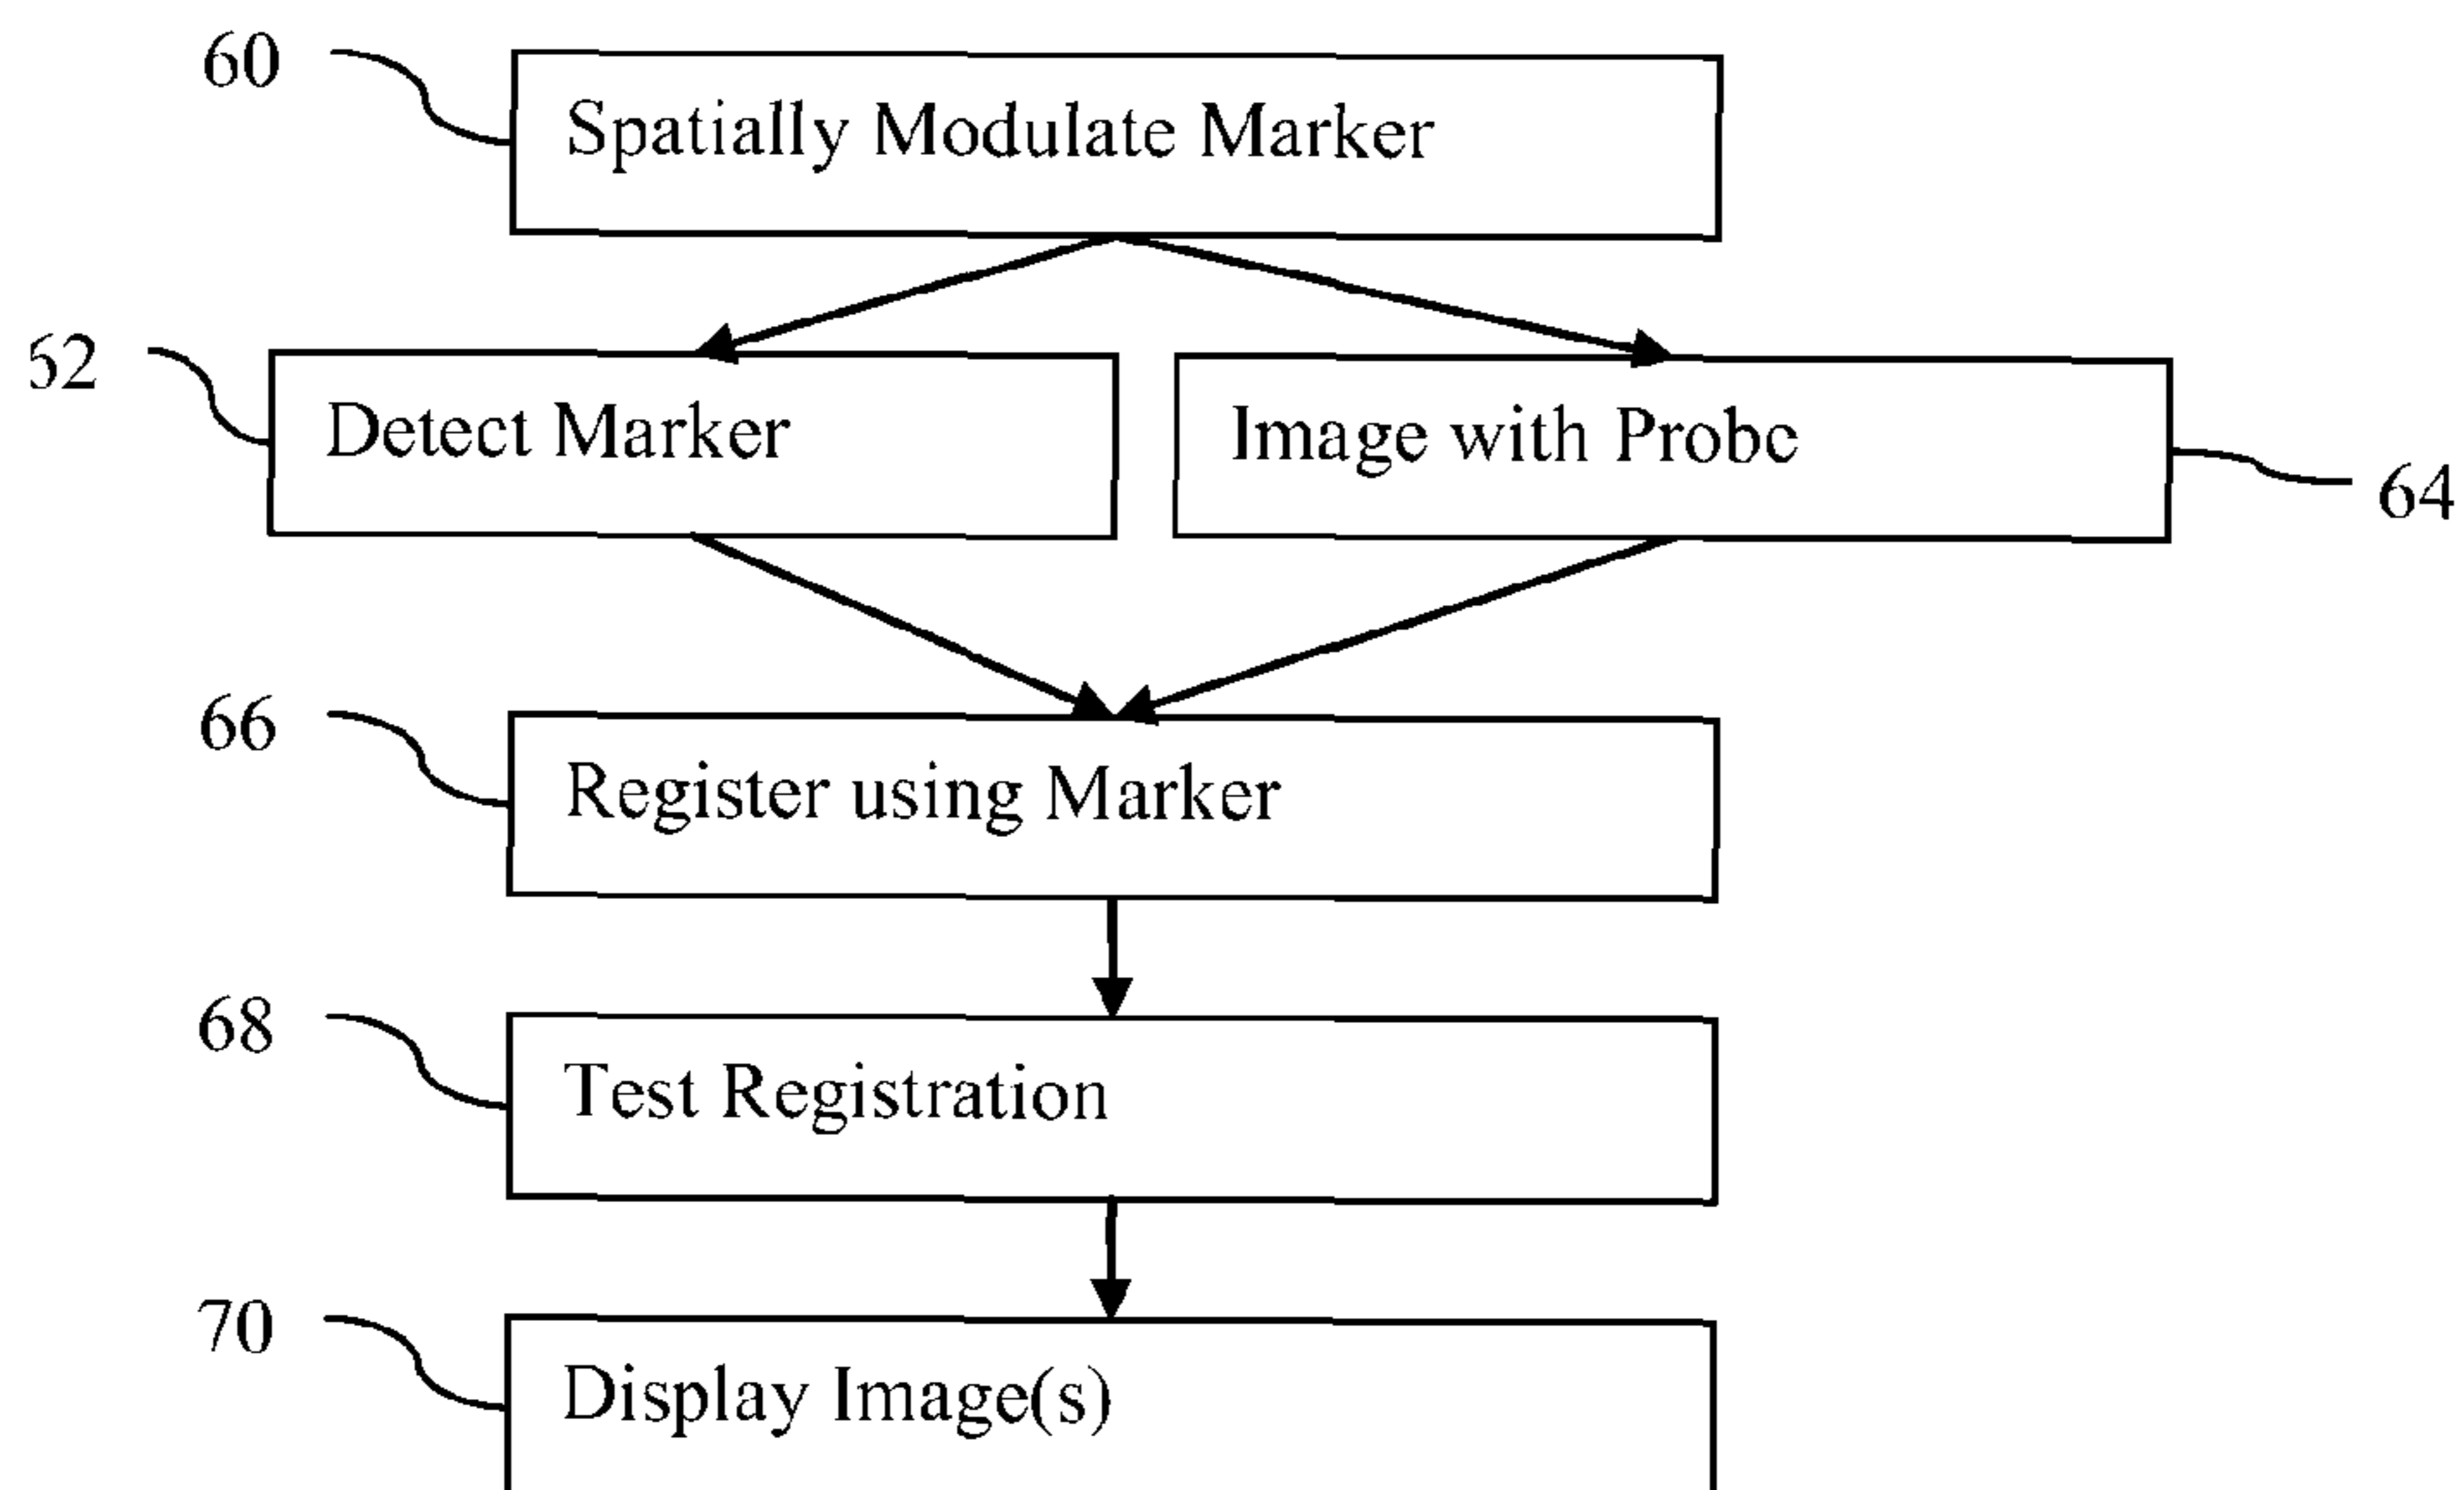 60
Spatially Modulate Marker
52
Detect Marker
Image with Probe
64
66
Register using Marker
68
Test Registration
70
Display Image(s)